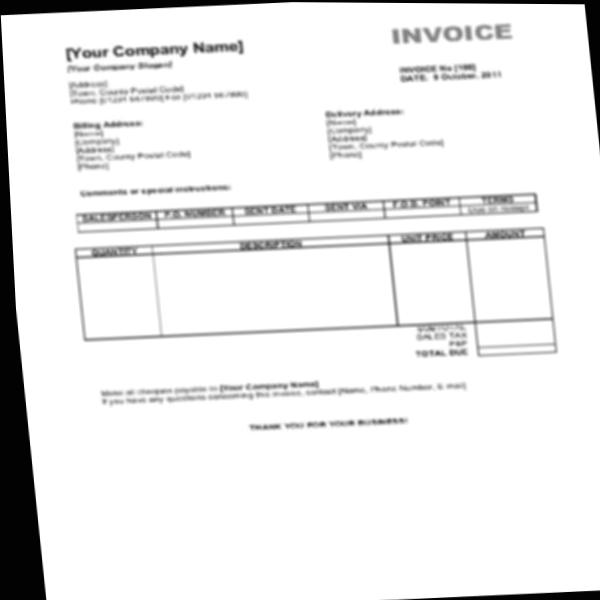 INVOICE
[Your Company Name]
[Your Company Slogan]
INVOICE No [100]
DATE: 9 October, 2011
[Address]
[Town, County Postal Code]
Phone Fax
Billing Address:
[Name]
[Company]
[Address]
[Town, County Postal Code]
[Phone]
Delivery Address:
[Name]
[Company]
[Address]
[Town, County Postal Code]
[Phone]
Comments or special instructions:
SALESPERSON P.O. NUMBER SENT DATE SENT VIA F.O.B. POINT TERMS
Due on receipt
QUANTITY DESCRIPTION UNIT PRICE AMOUNT
SUBTOTAL
SALES TAX
P&P
TOTAL DUE
Make all cheques payable to [Your Company Name]
If you have any questions concerning this invoice, contact [Name, Phone Number, E-mail]
THANK YOU FOR YOUR BUSINESS!